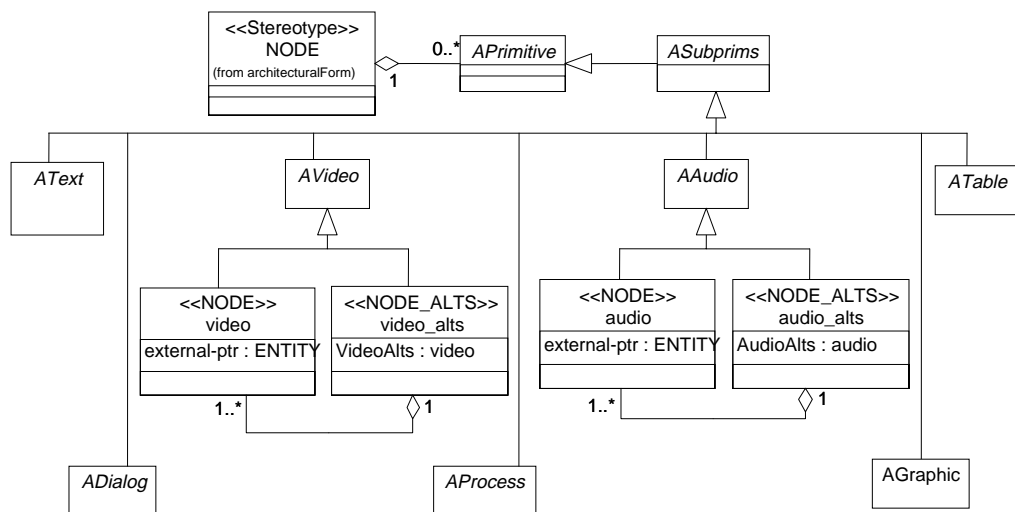 <<Stereotype>>
NODE
(from architecturalForm)
0..*
1
APrimitive
ASubprims
AText
AVideo
AAudio
ATable
<<NODE>>
video
external-ptr : ENTITY
<<NODE_ALTS>>
video_alts
VideoAlts : video
<<NODE>>
audio
external-ptr : ENTITY
<<NODE_ALTS>>
audio_alts
AudioAlts : audio
1..*
1
1..*
1
ADialog
AProcess
AGraphic